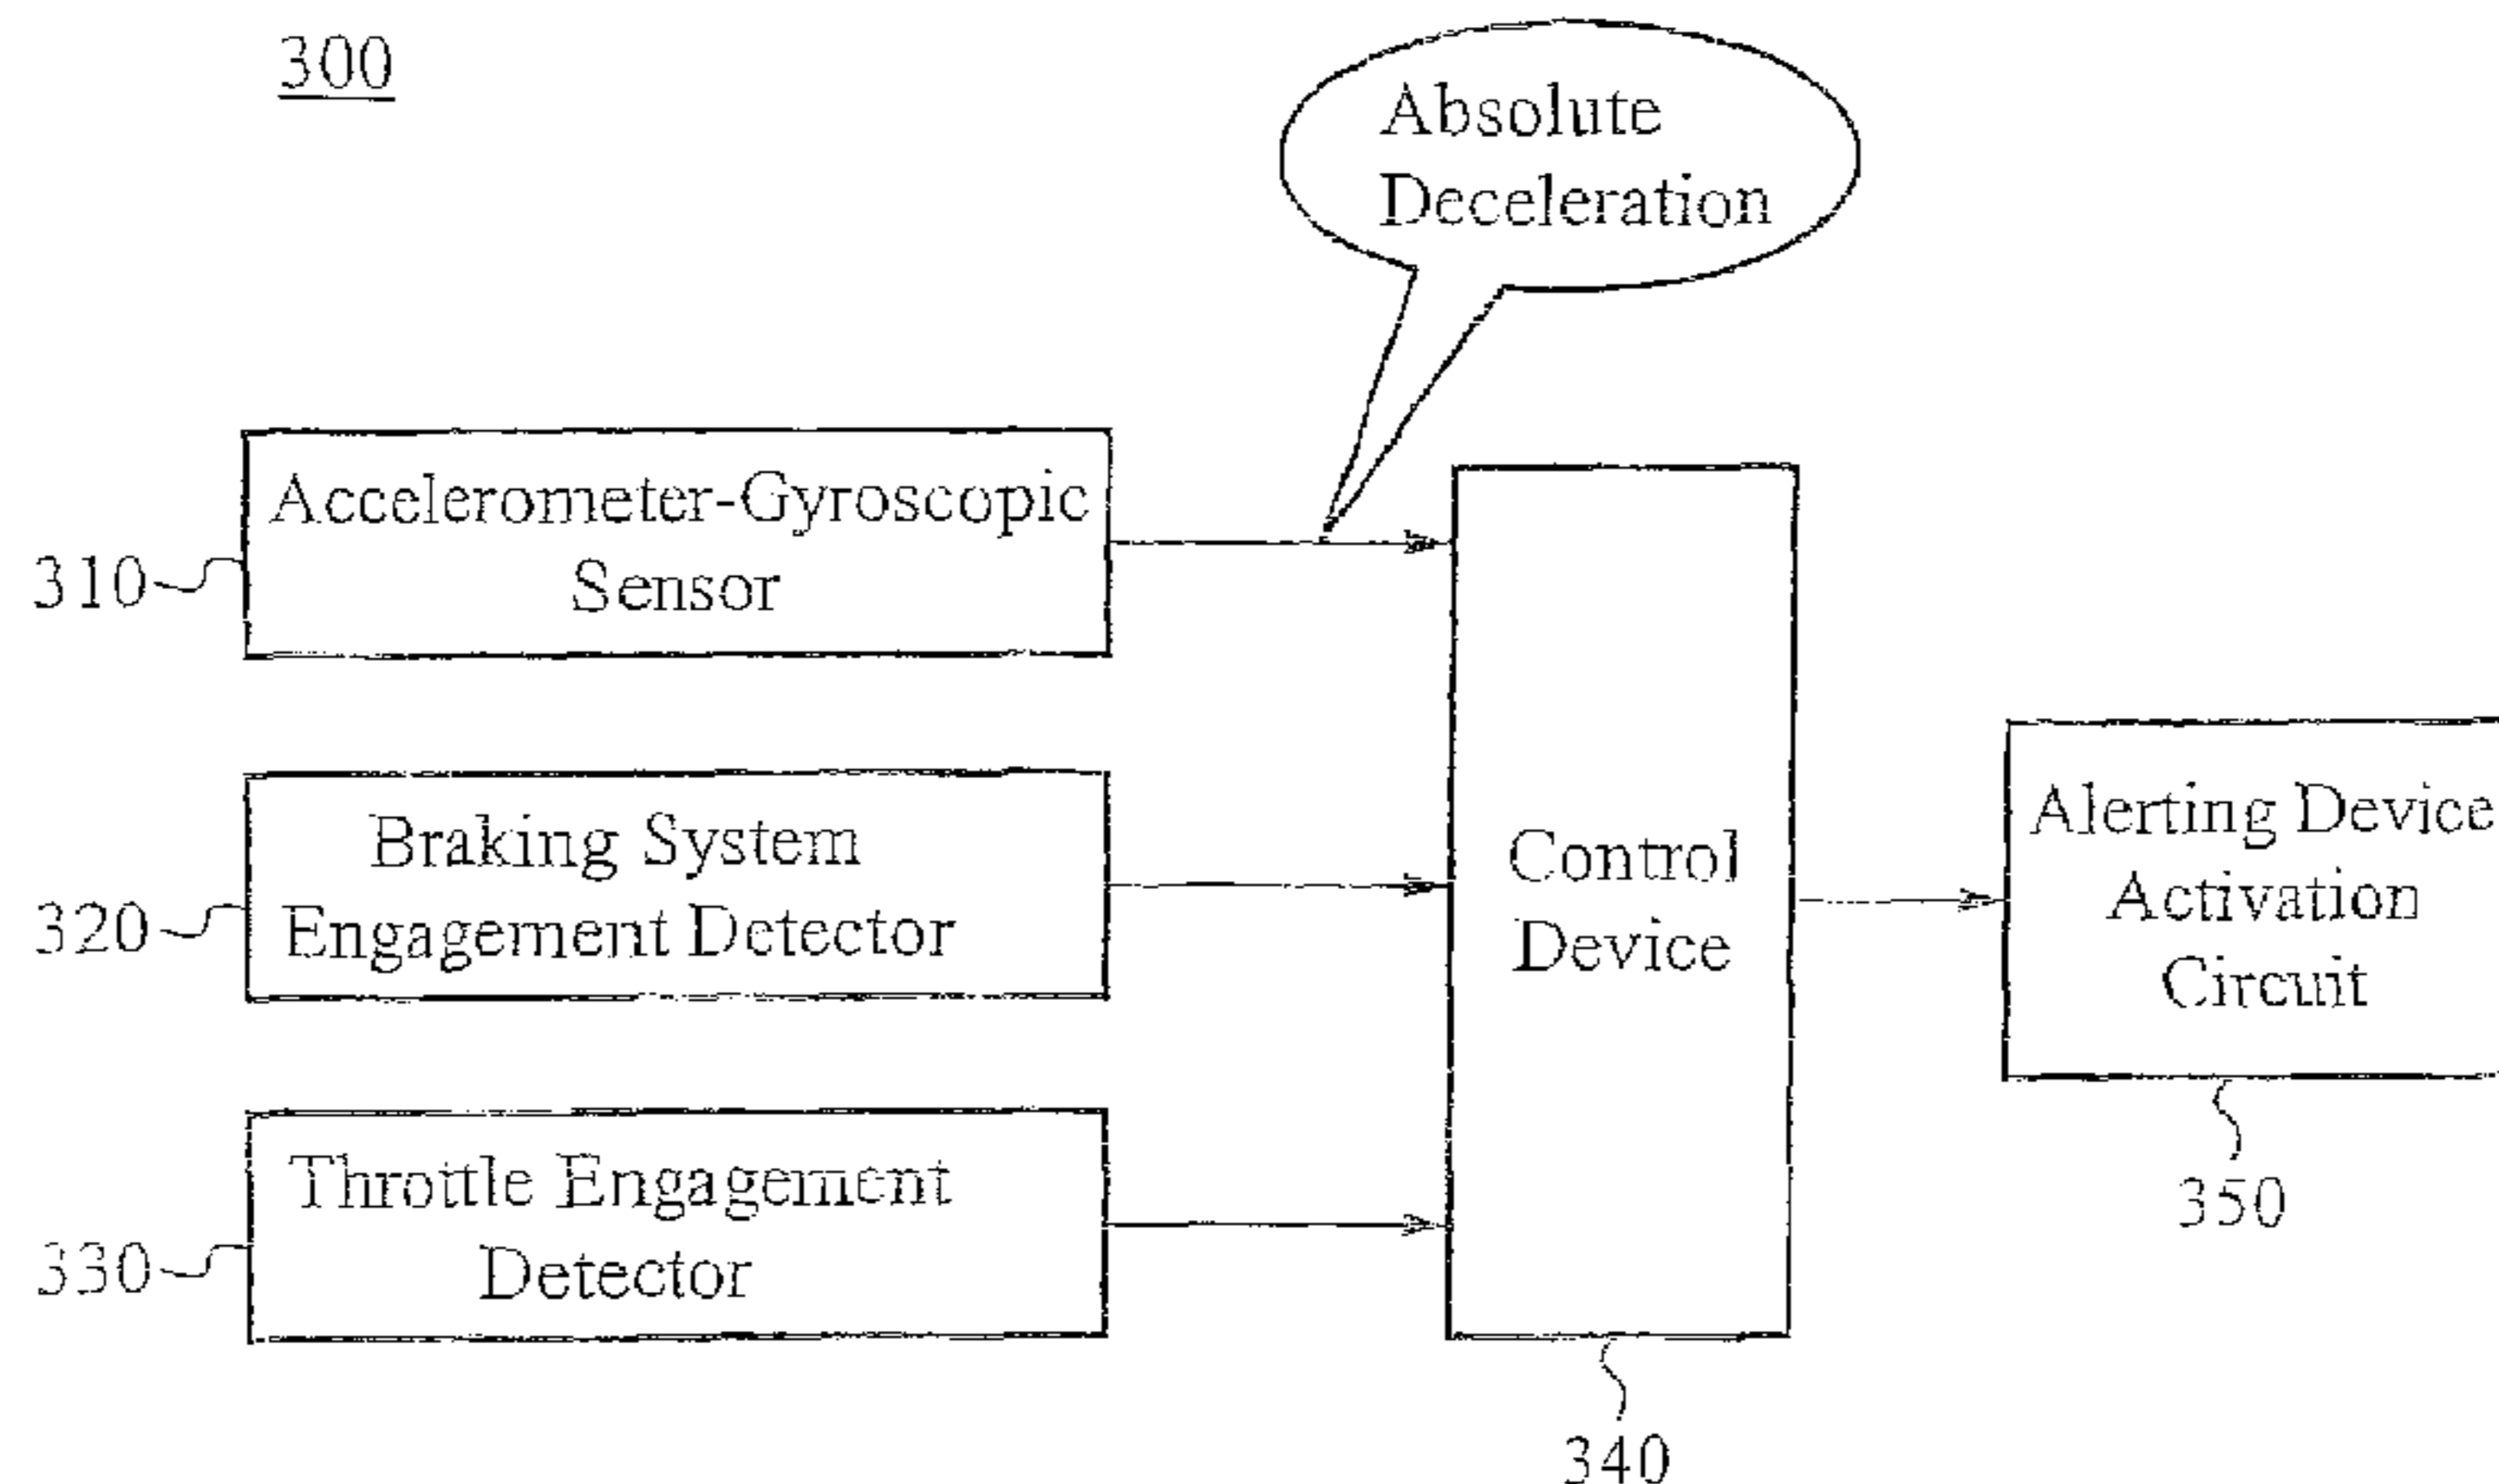 300
Absolute
Deceleration
Accelerometer-Gyroscopic
Sensor
310
Braking System
Engagement Detector
320
Throttle Engagement
Detector
330
Control
Device
340
Alerting Device
Activation
Circuit
350